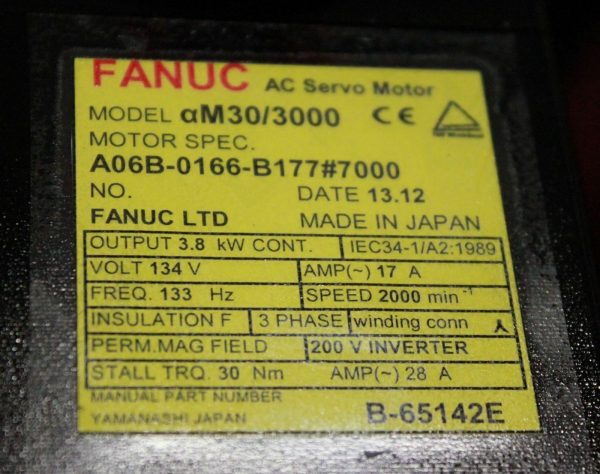 FANUC AC Servo Motor
MODEL αM30/3000 CE
MOTOR SPEC.
A06B-0166-B177#7000
NO. DATE 13.12
FANUC LTD MADE IN JAPAN
OUTPUT 3.8 kW CONT. IEC34-1/A2:1989
VOLT 134 V AMP(~) 17 A
FREQ. 133 Hz SPEED 2000 min⁻¹
INSULATION F 3 PHASE winding conn
PERM.MAG FIELD 200 V INVERTER
STALL TRQ. 30 Nm AMP(~) 28 A
MANUAL PART NUMBER
YAMANASHI JAPAN B-65142E